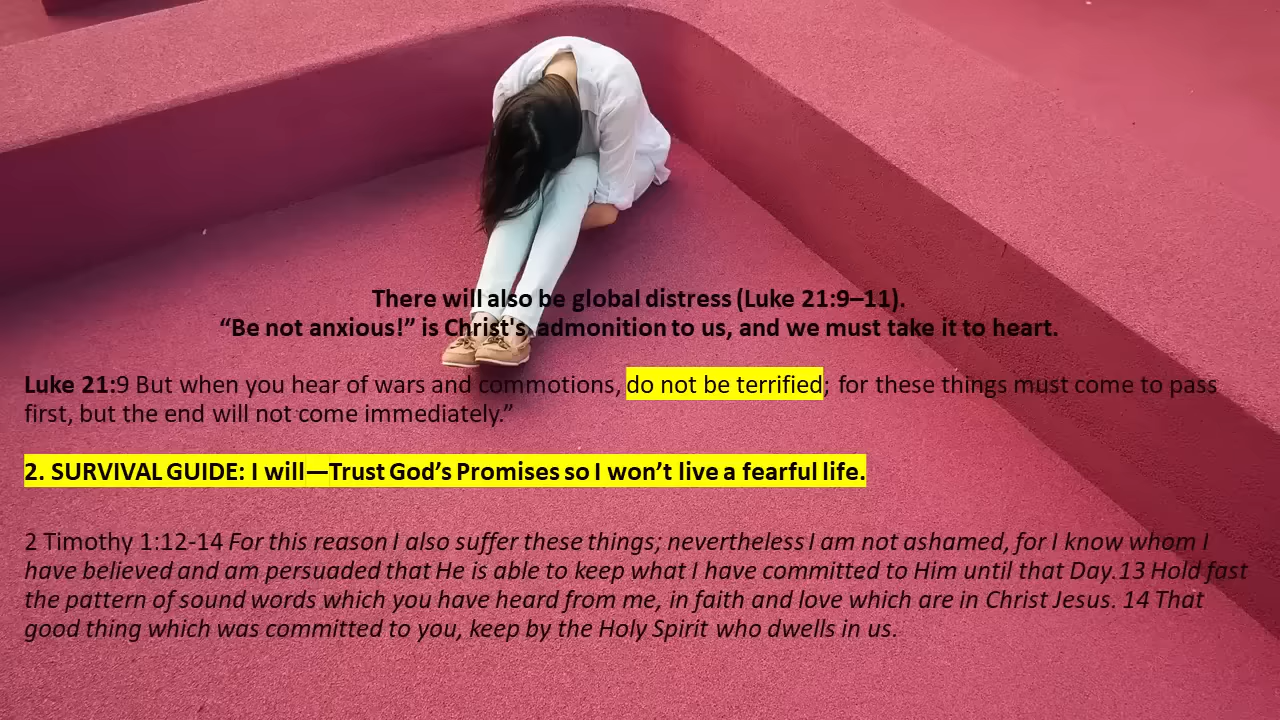 There will also be global distress (Luke 21:9–11).
“Be not anxious!” is Christ's admonition to us, and we must take it to heart.
Luke 21:9 But when you hear of wars and commotions, do not be terrified; for these things must come to pass
first, but the end will not come immediately.”
2. SURVIVAL GUIDE: I will—Trust God’s Promises so I won’t live a fearful life.
2 Timothy 1:12-14 For this reason I also suffer these things; nevertheless I am not ashamed, for I know whom I
have believed and am persuaded that He is able to keep what I have committed to Him until that Day.13 Hold fast
the pattern of sound words which you have heard from me, in faith and love which are in Christ Jesus. 14 That
good thing which was committed to you, keep by the Holy Spirit who dwells in us.